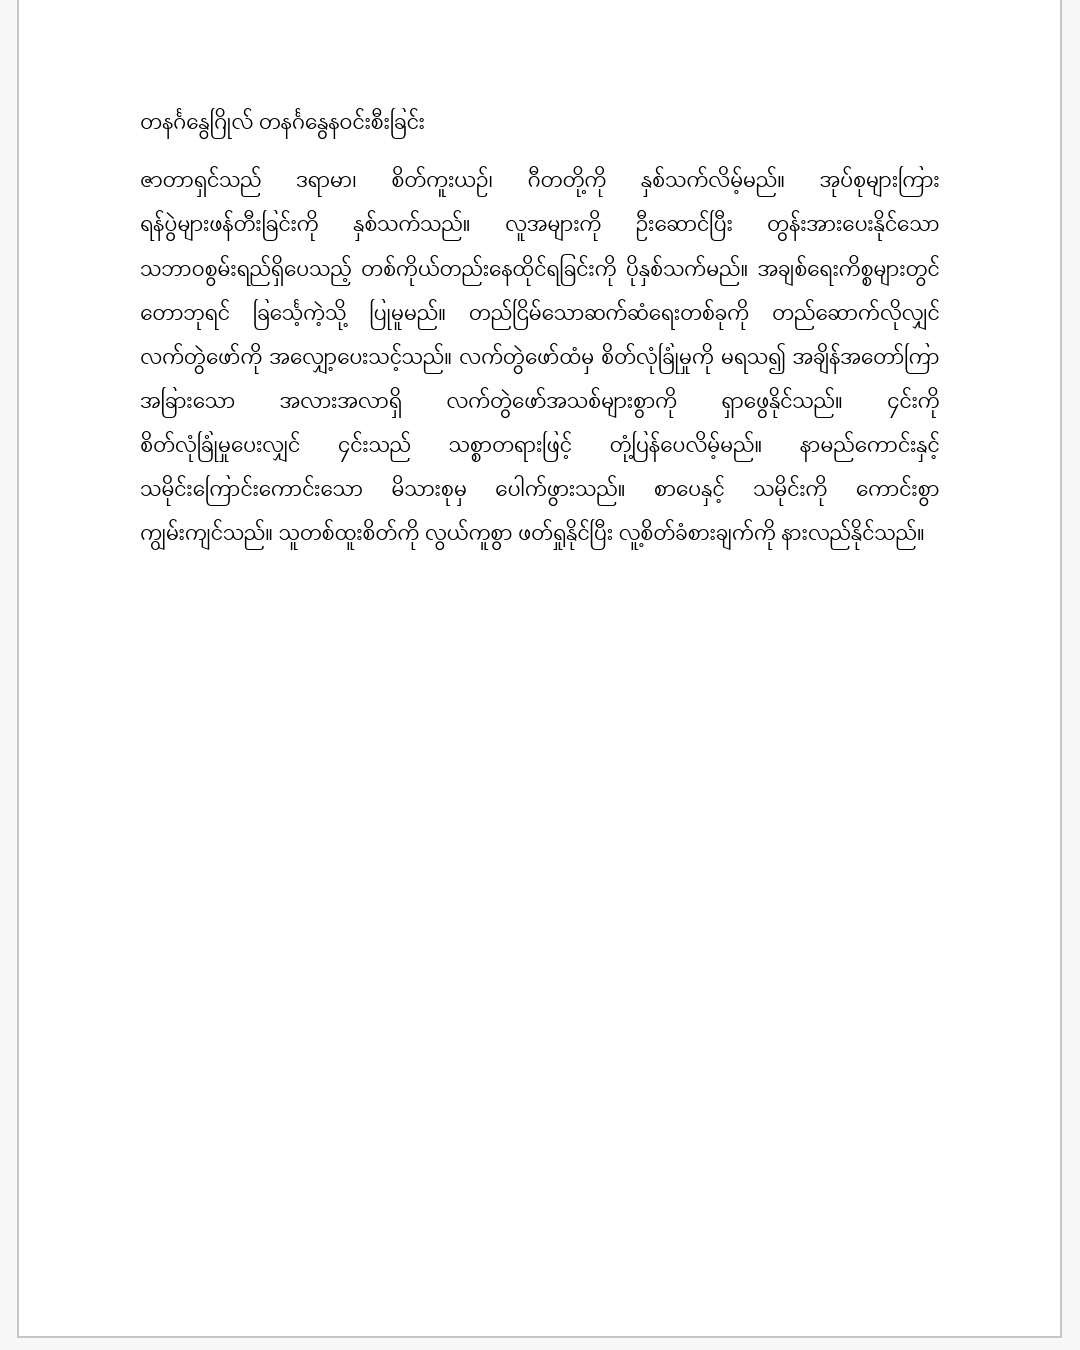 တနင်္ဂနွေဂြိုလ် တနင်္ဂနွေနဝင်းစီးခြင်း
ဇာတာရှင်သည် ဒရာမာ၊ စိတ်ကူးယဉ်၊ ဂီတတို့ကို နှစ်သက်လိမ့်မည်။ အုပ်စုများကြား
ရန်ပွဲများဖန်တီးခြင်းကို နှစ်သက်သည်။ လူအများကို ဦးဆောင်ပြီး တွန်းအားပေးနိုင်သော
သဘာဝစွမ်းရည်ရှိပေသည့် တစ်ကိုယ်တည်းနေထိုင်ရခြင်းကို ပိုနှစ်သက်မည်။ အချစ်ရေးကိစ္စများတွင်
တောဘုရင် ခြင်္သေ့ကဲ့သို့ ပြုမူမည်။ တည်ငြိမ်သောဆက်ဆံရေးတစ်ခုကို တည်ဆောက်လိုလျှင်
လက်တွဲဖော်ကို အလျှော့ပေးသင့်သည်။ လက်တွဲဖော်ထံမှ စိတ်လုံခြုံမှုကို မရသ၍ အချိန်အတော်ကြာ
အခြားသော အလားအလာရှိ လက်တွဲဖော်အသစ်များစွာကို ရှာဖွေနိုင်သည်။ ၄င်းကို
စိတ်လုံခြုံမှုပေးလျှင် ၄င်းသည် သစ္စာတရားဖြင့် တုံ့ပြန်ပေလိမ့်မည်။ နာမည်ကောင်းနှင့်
သမိုင်းကြောင်းကောင်းသော မိသားစုမှ ပေါက်ဖွားသည်။ စာပေနှင့် သမိုင်းကို ကောင်းစွာ
ကျွမ်းကျင်သည်။ သူတစ်ထူးစိတ်ကို လွယ်ကူစွာ ဖတ်ရှုနိုင်ပြီး လူ့စိတ်ခံစားချက်ကို နားလည်နိုင်သည်။